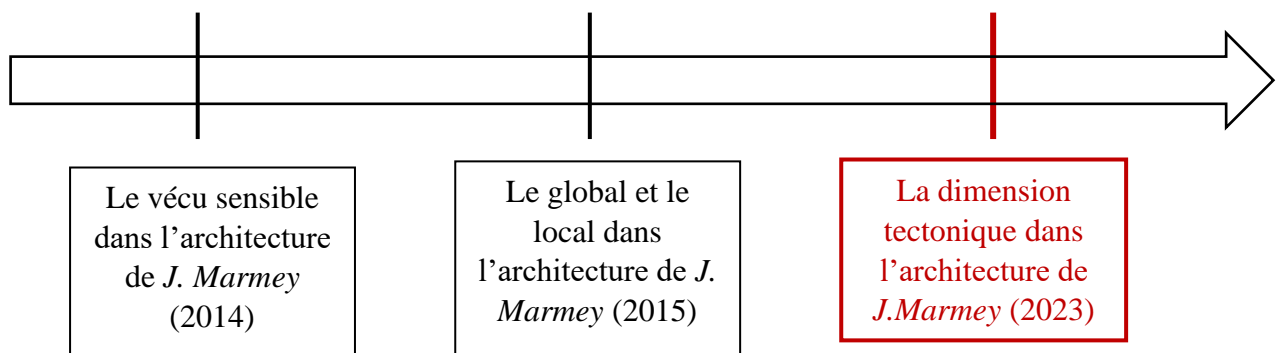 Le vécu sensible
dans l’architecture
de J. Marmey
(2014)
Le global et le
local dans
l’architecture de J.
Marmey (2015)
La dimension
tectonique dans
l’architecture de
J.Marmey (2023)